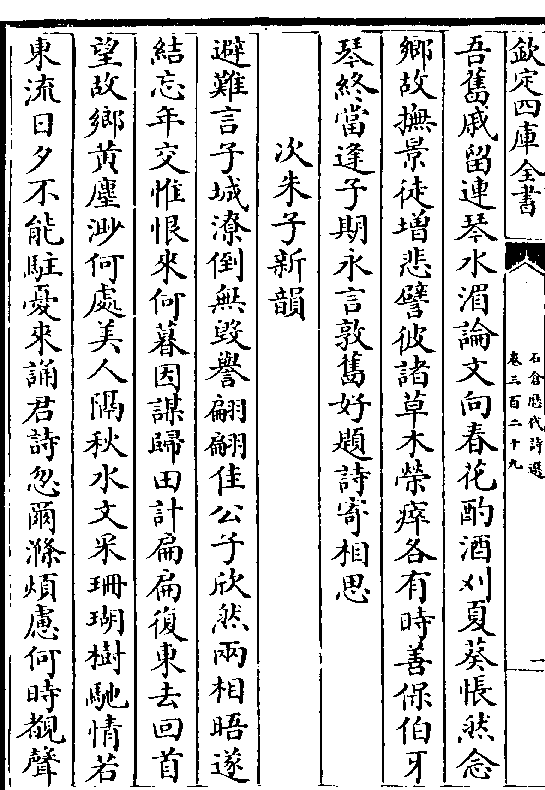 欽定四庫全書
石倉歷代詩選
卷三百二十九
吾舊戚留連琴水湄論文向春花酌酒刈夏葵悵然念
鄉故撫景徒增悲譬彼諸草木榮瘁各有時善保伯牙
琴終當逢子期永言敦舊好題詩寄相思
次朱子新韻
避難言子城潦倒無毀譽翩翩佳公子欣然兩相晤遂
結忘年交惟恨來何暮因謀歸田計扁扁復東去回首
望故鄉黃塵渺何處美人隔秋水文采珊瑚樹馳情若
東流日夕不能駐憂來誦君詩忽爾滌煩慮何時覩聲